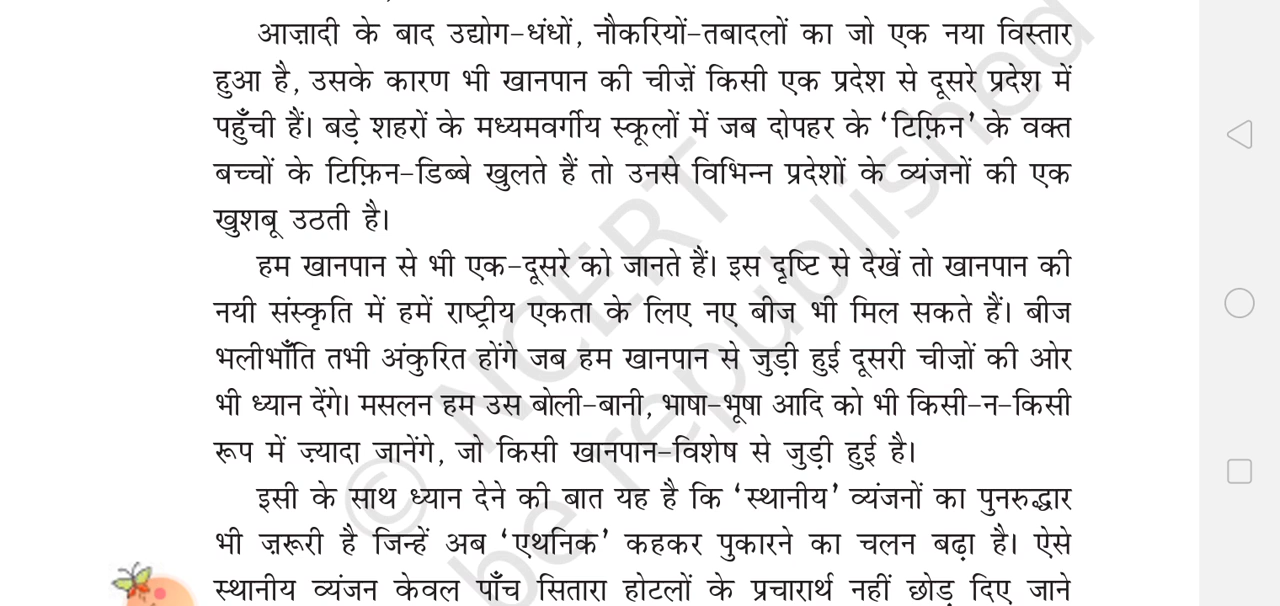 आज़ादी के बाद उद्योग-धंधों, नौकरियों-तबादलों का जो एक नया विस्तार
हुआ है, उसके कारण भी खानपान की चीज़ें किसी एक प्रदेश से दूसरे प्रदेश में
पहुँची हैं। बड़े शहरों के मध्यमवर्गीय स्कूलों में जब दोपहर के ‘टिफ़िन’ के वक्त
बच्चों के टिफ़िन-डिब्बे खुलते हैं तो उनसे विभिन्न प्रदेशों के व्यंजनों की एक
खुशबू उठती है।
हम खानपान से भी एक-दूसरे को जानते हैं। इस दृष्टि से देखें तो खानपान की
नयी संस्कृति में हमें राष्ट्रीय एकता के लिए नए बीज भी मिल सकते हैं। बीज
भलीभाँति तभी अंकुरित होंगे जब हम खानपान से जुड़ी हुई दूसरी चीज़ों की ओर
भी ध्यान देंगे। मसलन हम उस बोली-बानी, भाषा-भूषा आदि को भी किसी-न-किसी
रूप में ज़्यादा जानेंगे, जो किसी खानपान-विशेष से जुड़ी हुई है।
इसी के साथ ध्यान देने की बात यह है कि ‘स्थानीय’ व्यंजनों का पुनरुद्धार
भी ज़रूरी है जिन्हें अब ‘एथनिक’ कहकर पुकारने का चलन बढ़ा है। ऐसे
स्थानीय व्यंजन केवल पाँच सितारा होटलों के प्रचारार्थ नहीं छोड़ दिए जाने
© NCERT
be republished